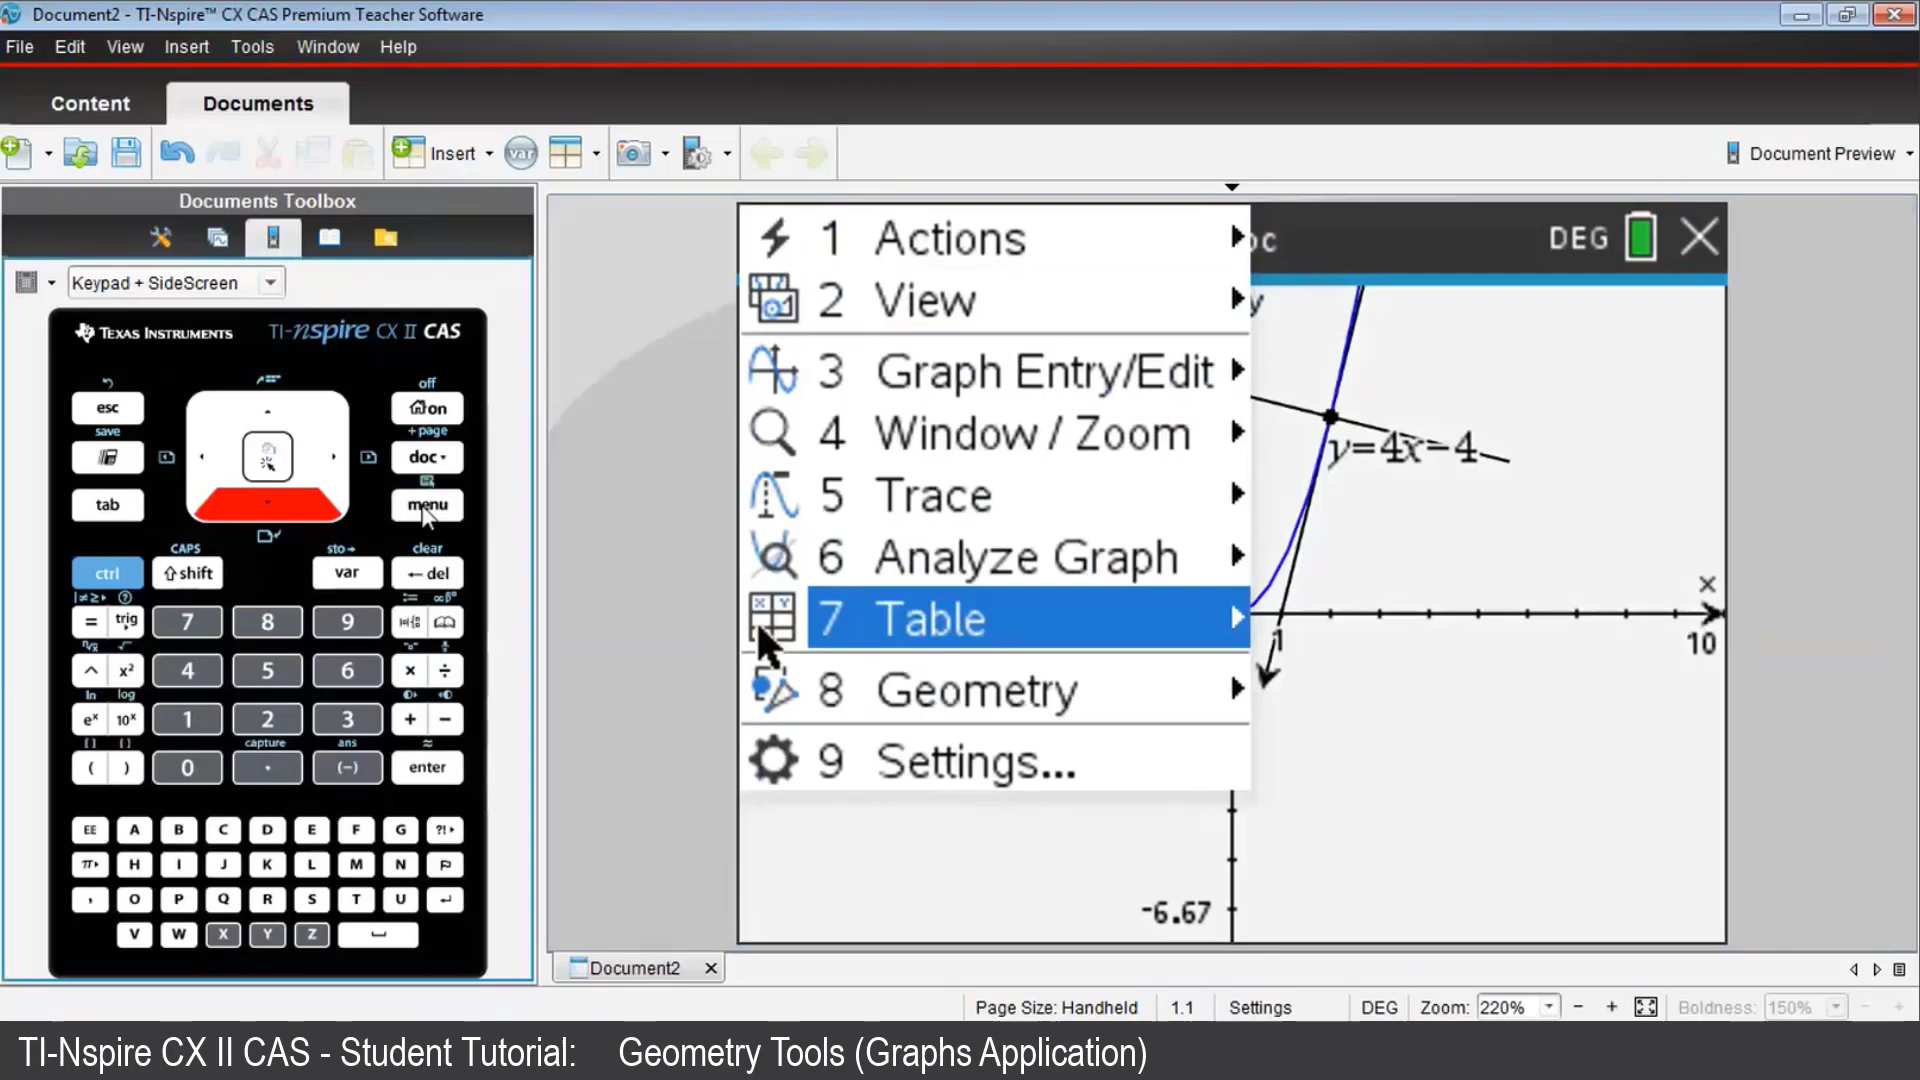 Document2 - TI-Nspire™ CX CAS Premium Teacher Software
File Edit View Insert Tools Window Help
Content Documents
Insert var Document Preview
Documents Toolbox
Keypad + SideScreen
TEXAS INSTRUMENTS TI-nspire CX II CAS
off
esc on
save + page
doc
tab menu
CAPS sto→ clear
ctrl ⇧shift var ←del
= trig 7 8 9
^ x² 4 5 6 × ÷
ln log
eˣ 10ˣ 1 2 3 + −
[ ] { } capture ans ≈
( ) 0 . (−) enter
EE A B C D E F G ?!▸
π▸ H I J K L M N
, O P Q R S T U ↵
V W X Y Z
1 Actions
2 View
3 Graph Entry/Edit
4 Window / Zoom
5 Trace
6 Analyze Graph
7 Table
8 Geometry
9 Settings...
oc DEG
y
y=4x−4
x
1
10
-6.67
Document2
Page Size: Handheld 1.1 Settings DEG Zoom: 220% − + Boldness: 150% − +
TI-Nspire CX II CAS - Student Tutorial: Geometry Tools (Graphs Application)